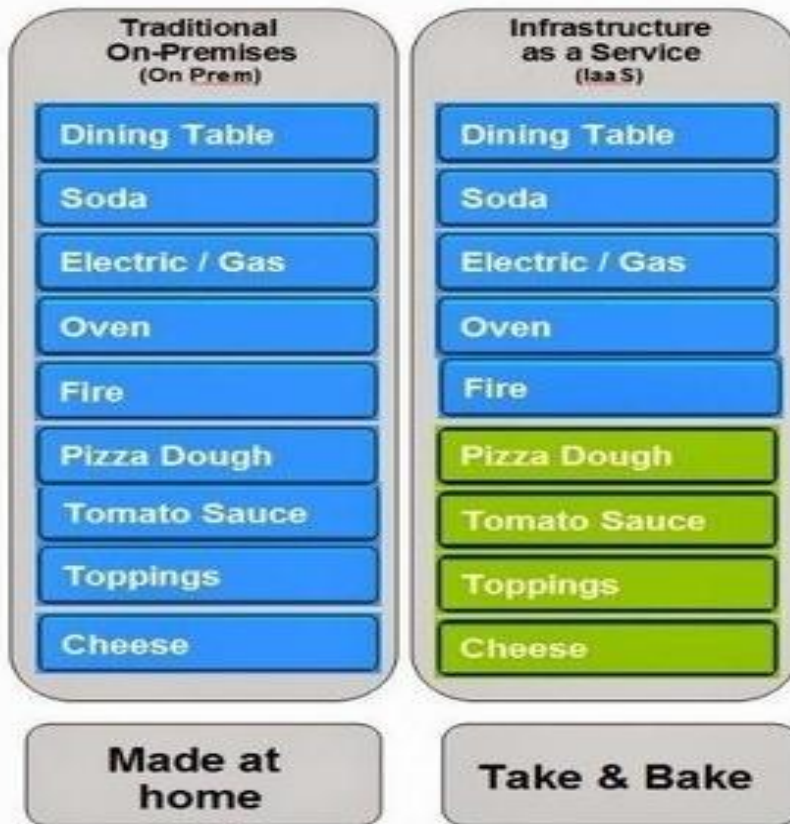 Traditional
On-Premises
(On Prem)
Dining Table
Soda
Electric / Gas
Oven
Fire
Pizza Dough
Tomato Sauce
Toppings
Cheese
Made at
home
Infrastructure
as a Service
(IaaS)
Dining Table
Soda
Electric / Gas
Oven
Fire
Pizza Dough
Tomato Sauce
Toppings
Cheese
Take & Bake